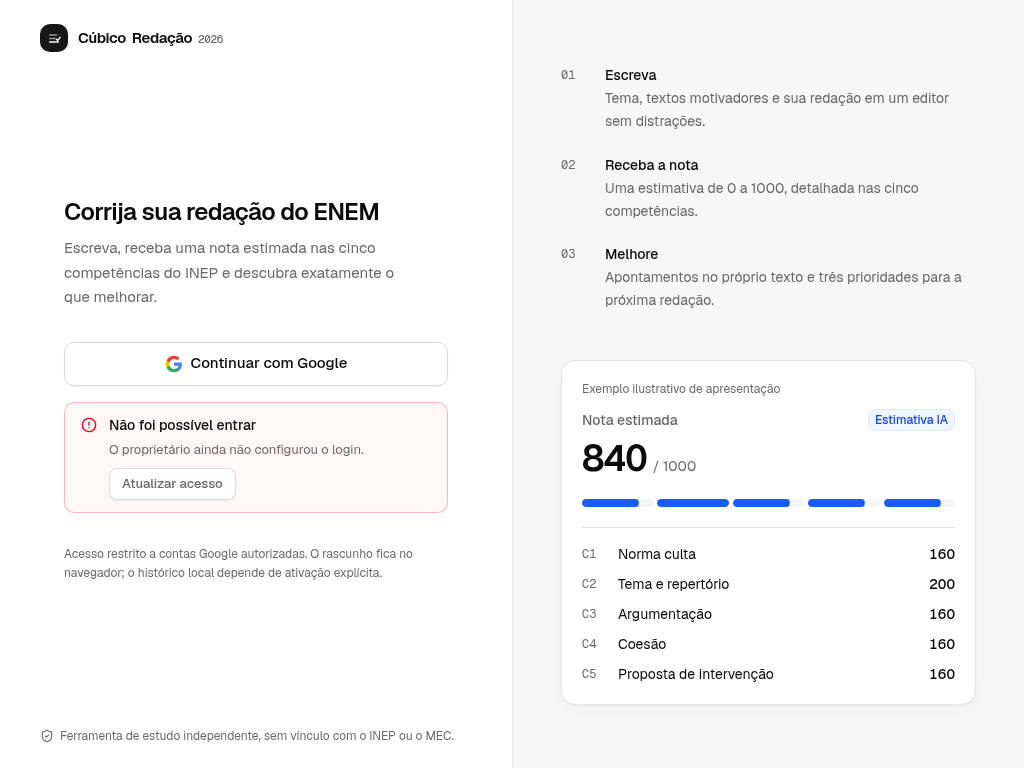 Cúbico Redação 2026
Corrija sua redação do ENEM
Escreva, receba uma nota estimada nas cinco
competências do INEP e descubra exatamente o
que melhorar.
Continuar com Google
Não foi possível entrar
O proprietário ainda não configurou o login.
Atualizar acesso
Acesso restrito a contas Google autorizadas. O rascunho fica no
navegador; o histórico local depende de ativação explícita.
Ferramenta de estudo independente, sem vínculo com o INEP ou o MEC.
01 Escreva
Tema, textos motivadores e sua redação em um editor
sem distrações.
02 Receba a nota
Uma estimativa de 0 a 1000, detalhada nas cinco
competências.
03 Melhore
Apontamentos no próprio texto e três prioridades para a
próxima redação.
Exemplo ilustrativo de apresentação
Nota estimada Estimativa IA
840 / 1000
C1 Norma culta 160
C2 Tema e repertório 200
C3 Argumentação 160
C4 Coesão 160
C5 Proposta de intervenção 160